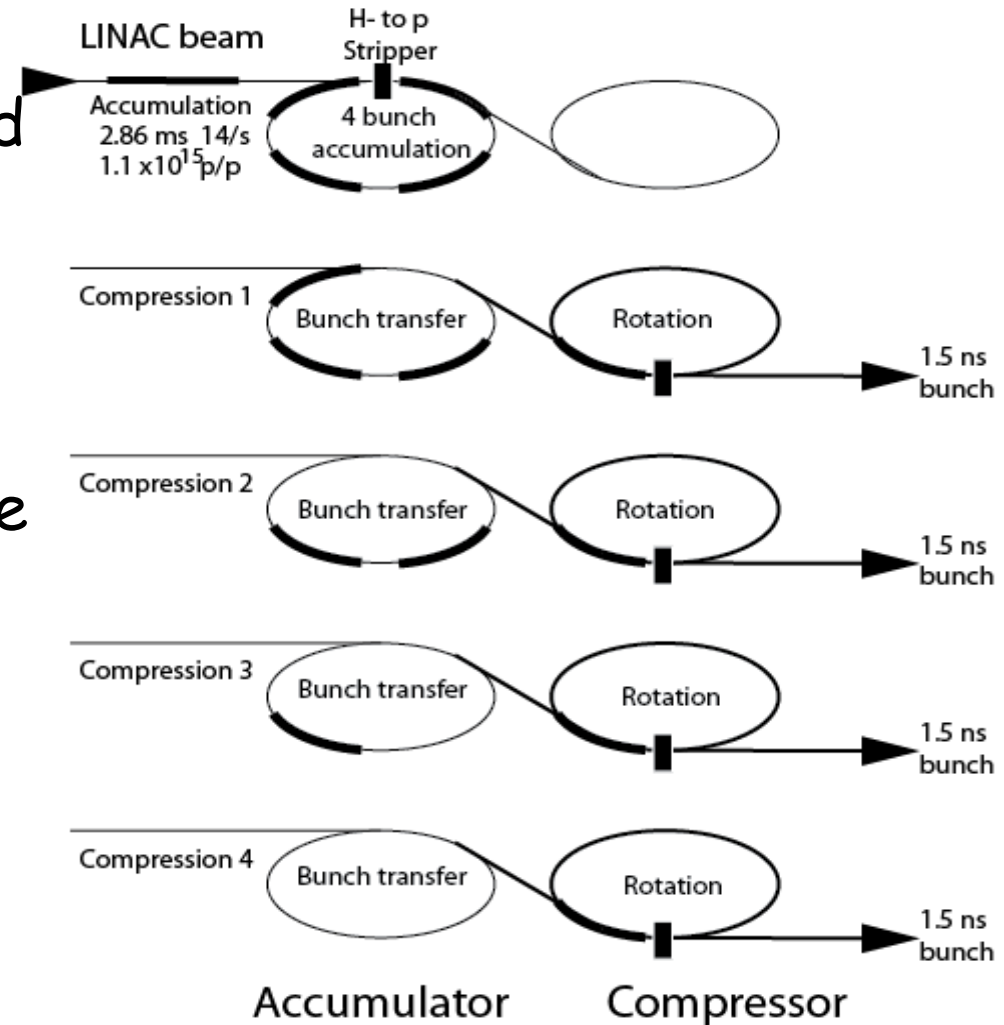 H- to p
LINAC beam
Stripper
Accumulation
2.86 ms 14/s
1.1 x10^15 p/p
4 bunch
accumulation
d
Compression 1
Bunch transfer
Rotation
1.5 ns
bunch
Compression 2
Bunch transfer
Rotation
e
1.5 ns
bunch
Compression 3
Bunch transfer
Rotation
1.5 ns
bunch
Compression 4
Bunch transfer
Rotation
1.5 ns
bunch
Accumulator
Compressor